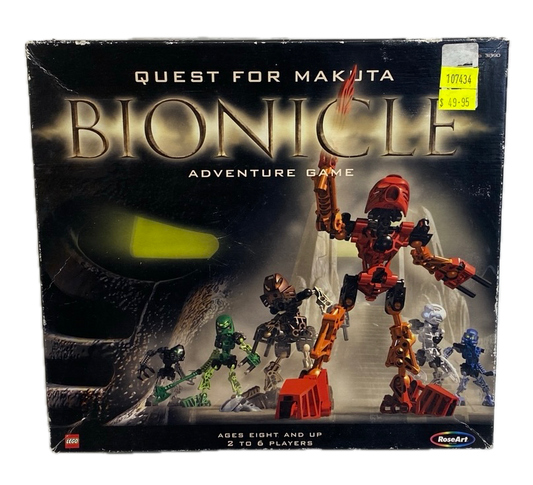 QUEST FOR MAKUTA
BIONICLE
ADVENTURE GAME
107434
$ 49-95
AGES EIGHT AND UP
2 TO 6 PLAYERS
LEGO
RoseArt